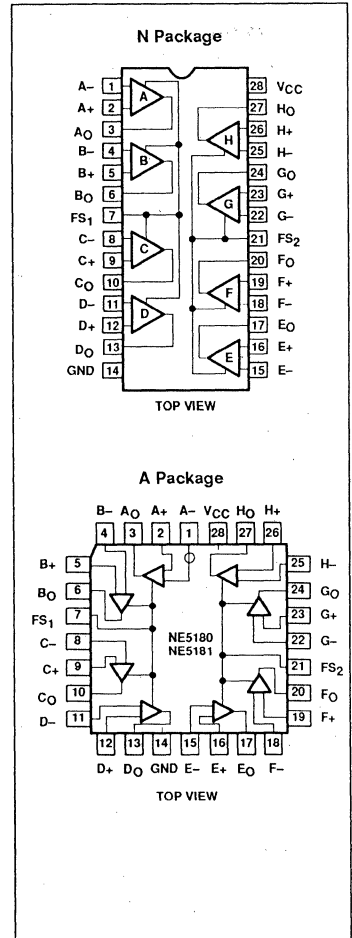 N Package
A– 1 28 VCC
A+ 2 A 27 HO
AO 3 H 26 H+
B– 4 25 H–
B+ 5 B 24 GO
BO 6 G 23 G+
FS1 7 22 G–
C– 8 21 FS2
C+ 9 C 20 FO
CO 10 F 19 F+
D– 11 18 F–
D+ 12 D 17 EO
DO 13 E 16 E+
GND 14 15 E–
TOP VIEW
A Package
B– AO A+ A– VCC HO H+
4 3 2 1 28 27 26
B+ 5 25 H–
BO 6 24 GO
FS1 7 23 G+
C– 8 NE5180 22 G–
C+ 9 NE5181 21 FS2
CO 10 20 FO
D– 11 19 F+
12 13 14 15 16 17 18
D+ DO GND E– E+ EO F–
TOP VIEW